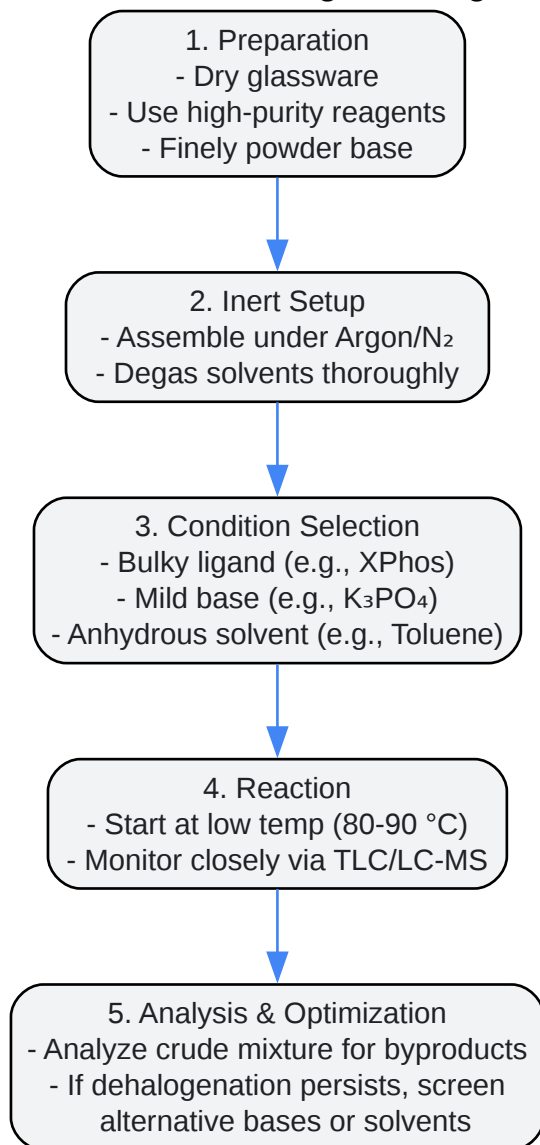 1. Preparation
- Dry glassware
- Use high-purity reagents
- Finely powder base
2. Inert Setup
- Assemble under Argon/N₂
- Degas solvents thoroughly
3. Condition Selection
- Bulky ligand (e.g., XPhos)
- Mild base (e.g., K₃PO₄)
- Anhydrous solvent (e.g., Toluene)
4. Reaction
- Start at low temp (80-90 °C)
- Monitor closely via TLC/LC-MS
5. Analysis & Optimization
- Analyze crude mixture for byproducts
- If dehalogenation persists, screen
alternative bases or solvents